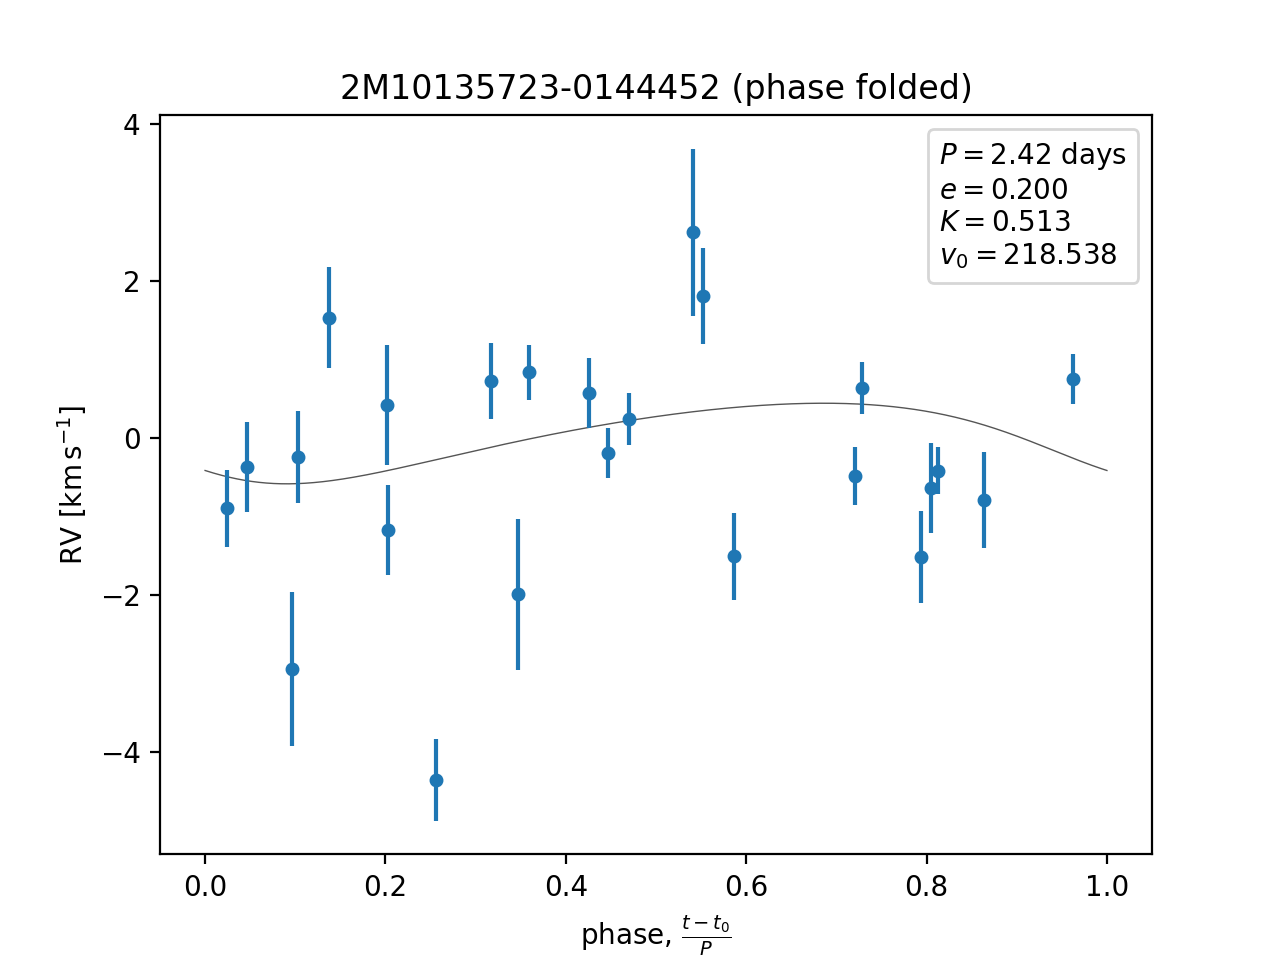 2M10135723-0144452 (phase folded)
P = 2.42 days
e = 0.200
K = 0.513
v₀ = 218.538
4
2
0
−2
−4
RV [km s⁻¹]
0.0 0.2 0.4 0.6 0.8 1.0
phase, (t − t₀)/P